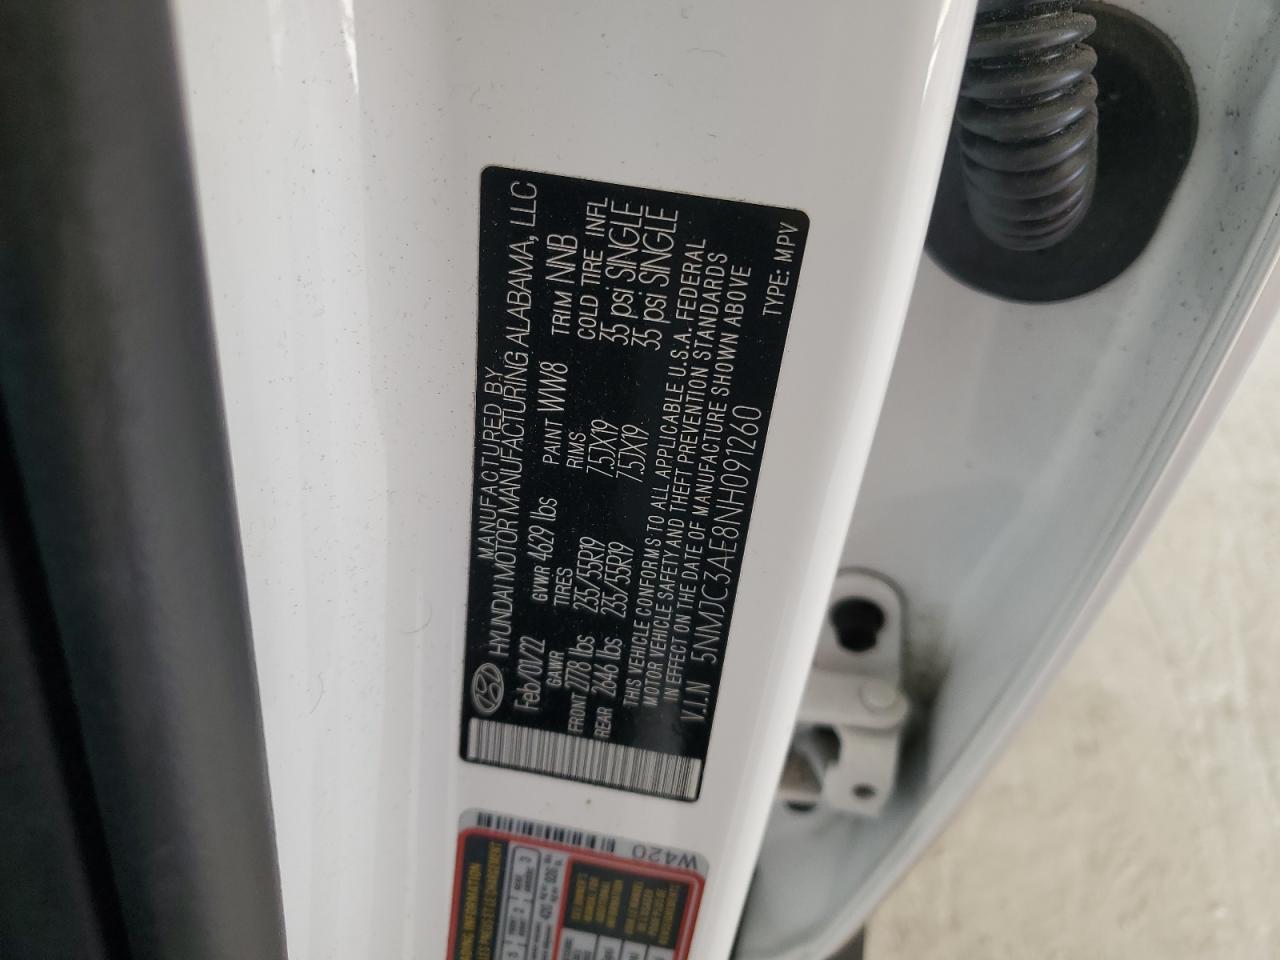 MANUFACTURED BY
HYUNDAI MOTOR MANUFACTURING ALABAMA, LLC
Feb/01/22 GVWR 4629 lbs PAINT WW8 TRIM NNB
GAWR TIRES RIMS COLD TIRE INFL
FRONT 2778 lbs 235/55R19 7.5JX19 35 psi SINGLE
REAR 2646 lbs 235/55R19 7.5JX19 35 psi SINGLE
THIS VEHICLE CONFORMS TO ALL APPLICABLE U.S.A. FEDERAL
MOTOR VEHICLE SAFETY AND THEFT PREVENTION STANDARDS
IN EFFECT ON THE DATE OF MANUFACTURE SHOWN ABOVE
V.I.N 5NMJC3AE8NH091260 TYPE: MPV
W420